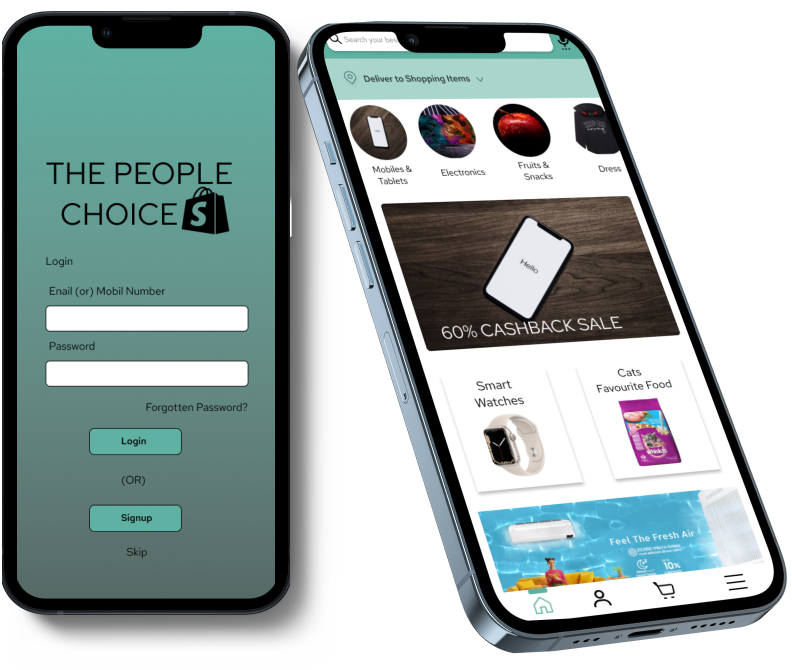 THE PEOPLE
CHOICE
S
Login
Enail (or) Mobil Number
Password
Forgotten Password?
Login
(OR)
Signup
Skip
Search your bes
Deliver to Shopping Items
Mobiles &
Tablets
Electronics
Fruits &
Snacks
Dress
Hello
60% CASHBACK SALE
Smart
Watches
Cats
Favourite Food
whiskas
Feel The Fresh Air
10%